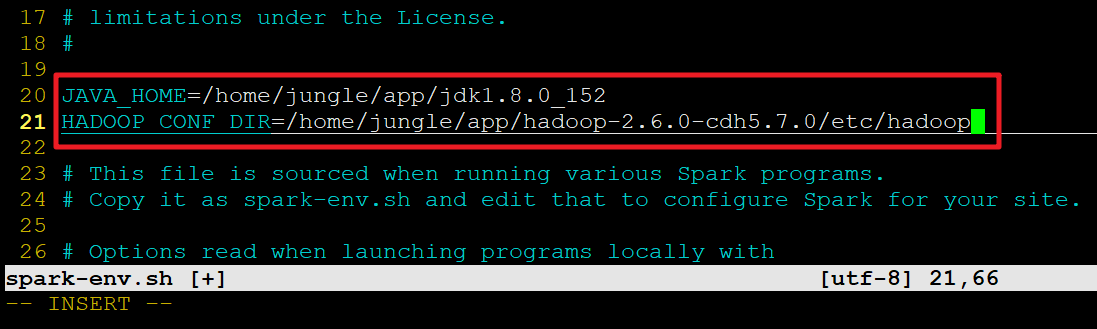 17 # limitations under the License.
18 #
19
20 JAVA_HOME=/home/jungle/app/jdk1.8.0_152
21 HADOOP_CONF_DIR=/home/jungle/app/hadoop-2.6.0-cdh5.7.0/etc/hadoop
22
23 # This file is sourced when running various Spark programs.
24 # Copy it as spark-env.sh and edit that to configure Spark for your site.
25
26 # Options read when launching programs locally with
spark-env.sh [+] [utf-8] 21,66
-- INSERT --